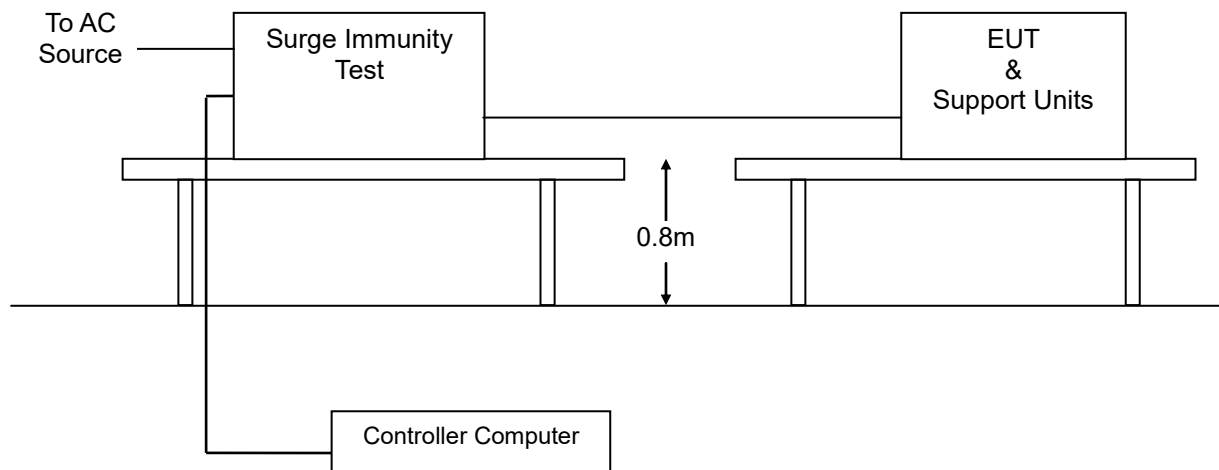 To AC
Source
Surge Immunity
Test
EUT
&
Support Units
0.8m
Controller Computer